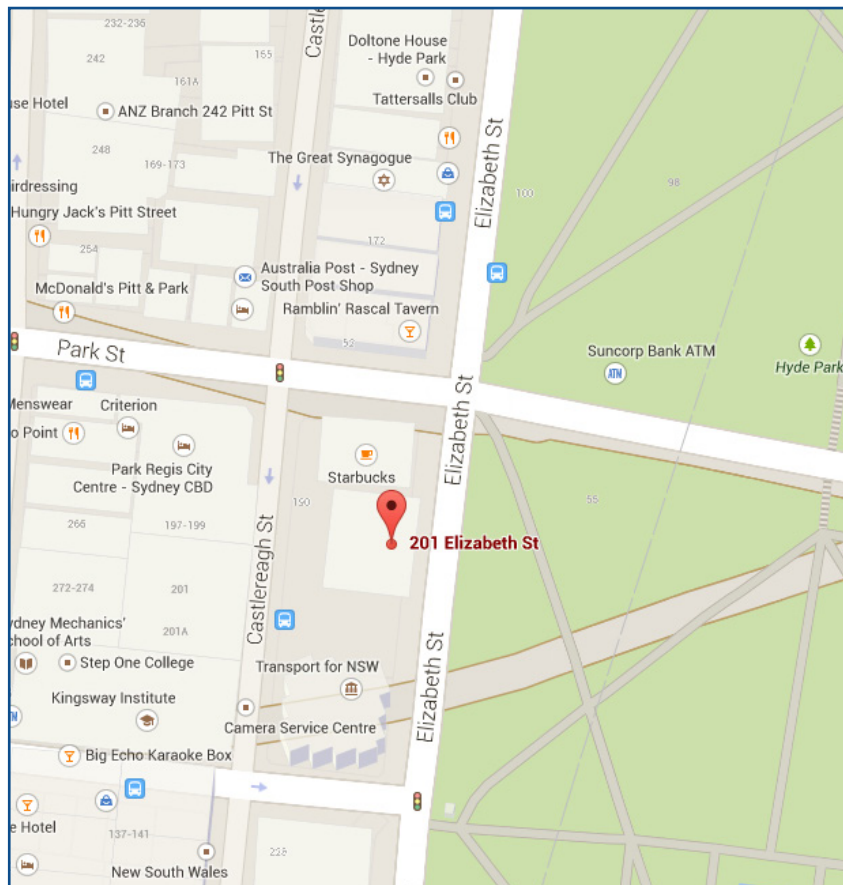 232-236
Castle
242
165
Doltone House
- Hyde Park
161A
use Hotel
ANZ Branch 242 Pitt St
Tattersalls Club
248
169-173
The Great Synagogue
Elizabeth St
100
98
irdressing
Hungry Jack's Pitt Street
254
172
Australia Post - Sydney
South Post Shop
McDonald's Pitt & Park
Ramblin' Rascal Tavern
52
Park St
Suncorp Bank ATM
ATM
Hyde Park
Menswear
Criterion
Elizabeth St
o Point
Park Regis City
Centre - Sydney CBD
Starbucks
190
55
266
197-199
201 Elizabeth St
Castlereagh St
272-274
201
201A
ydney Mechanics'
chool of Arts
Step One College
Transport for NSW
Elizabeth St
Kingsway Institute
Camera Service Centre
Big Echo Karaoke Box
e Hotel
137-141
New South Wales